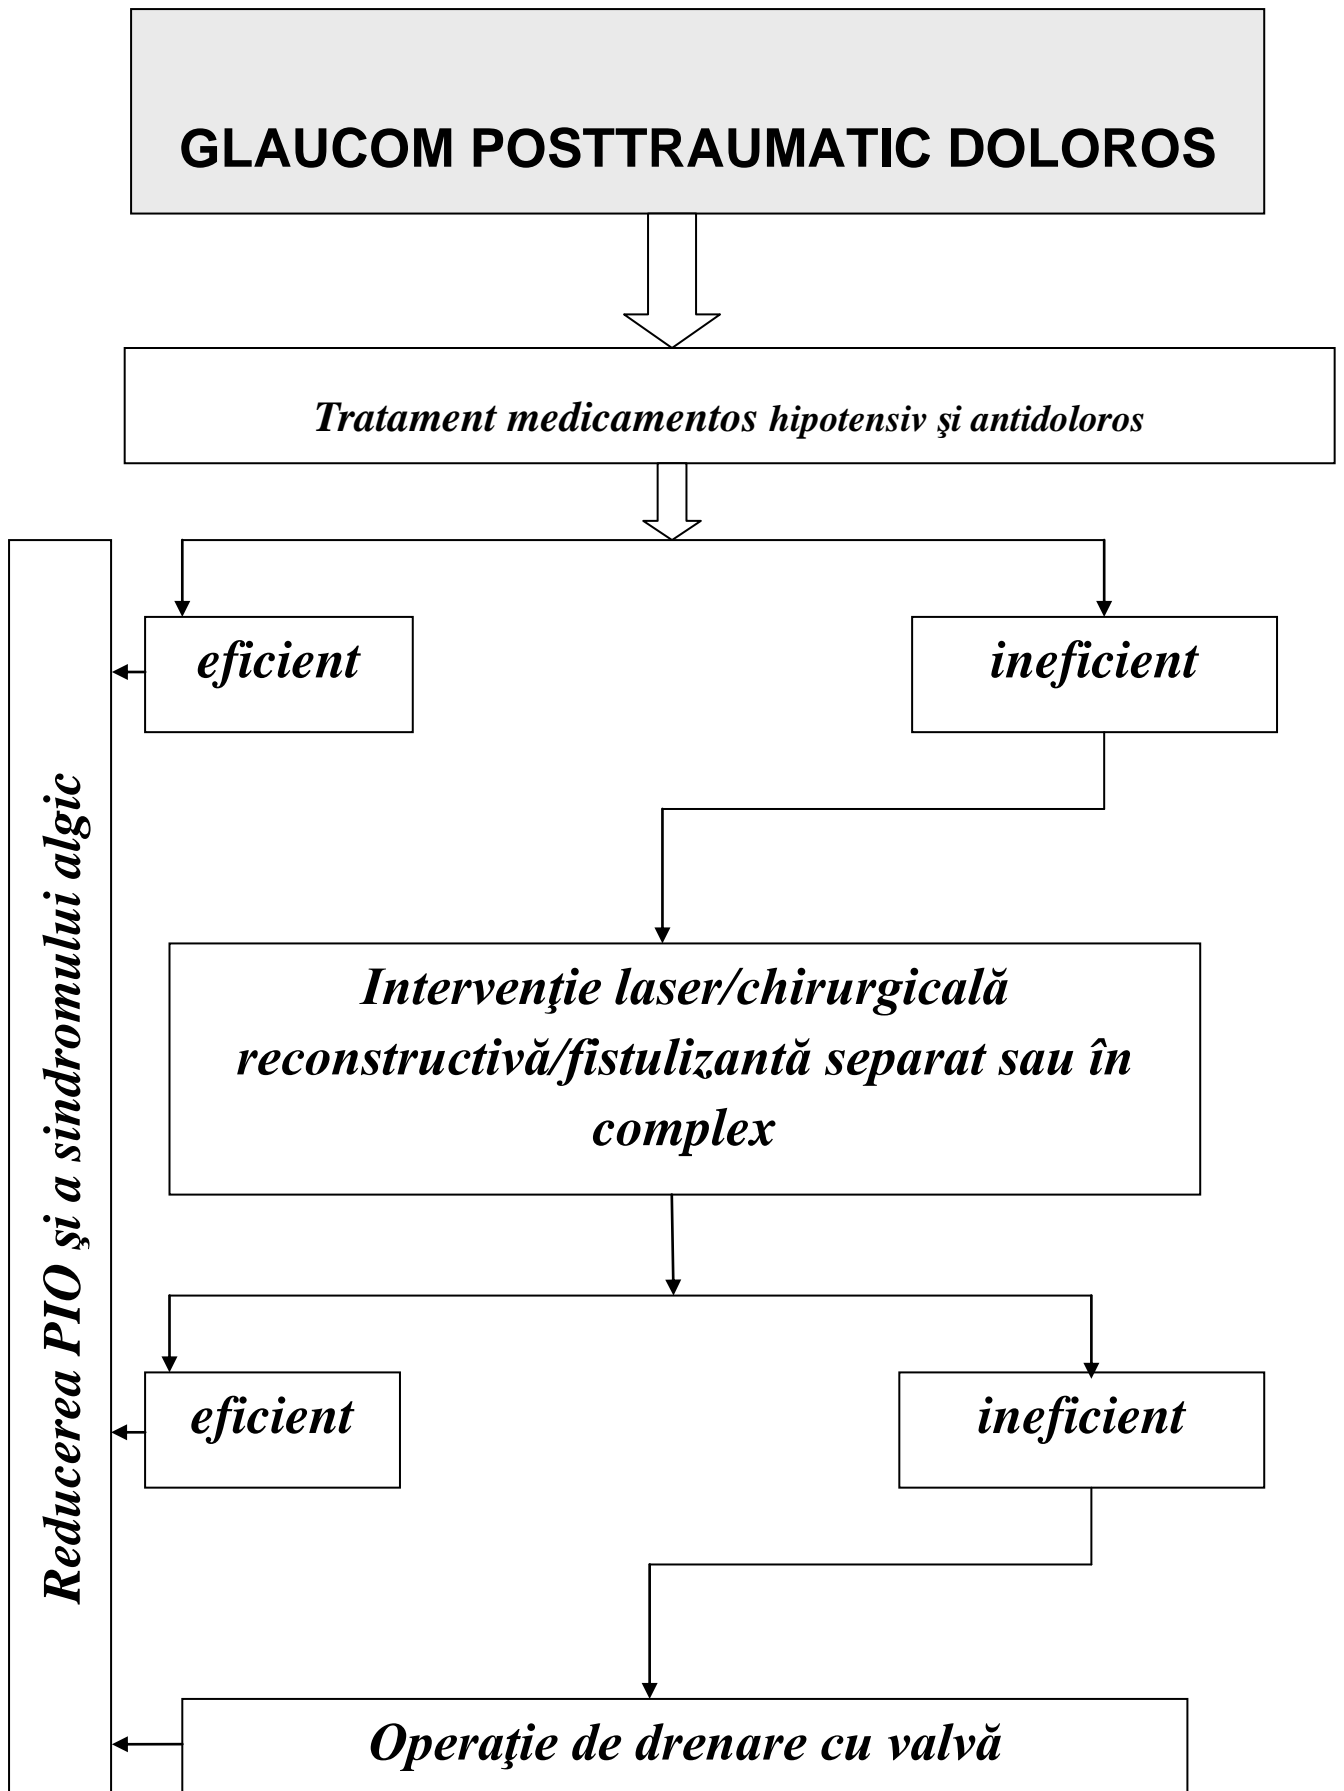 GLAUCOM POSTTRAUMATIC DOLOROS
Tratament medicamentos hipotensiv şi antidoloros
eficient
ineficient
Reducerea PIO şi a sindromului algic
Intervenţie laser/chirurgicală
reconstructivă/fistulizantă separat sau în
complex
eficient
ineficient
Operaţie de drenare cu valvă